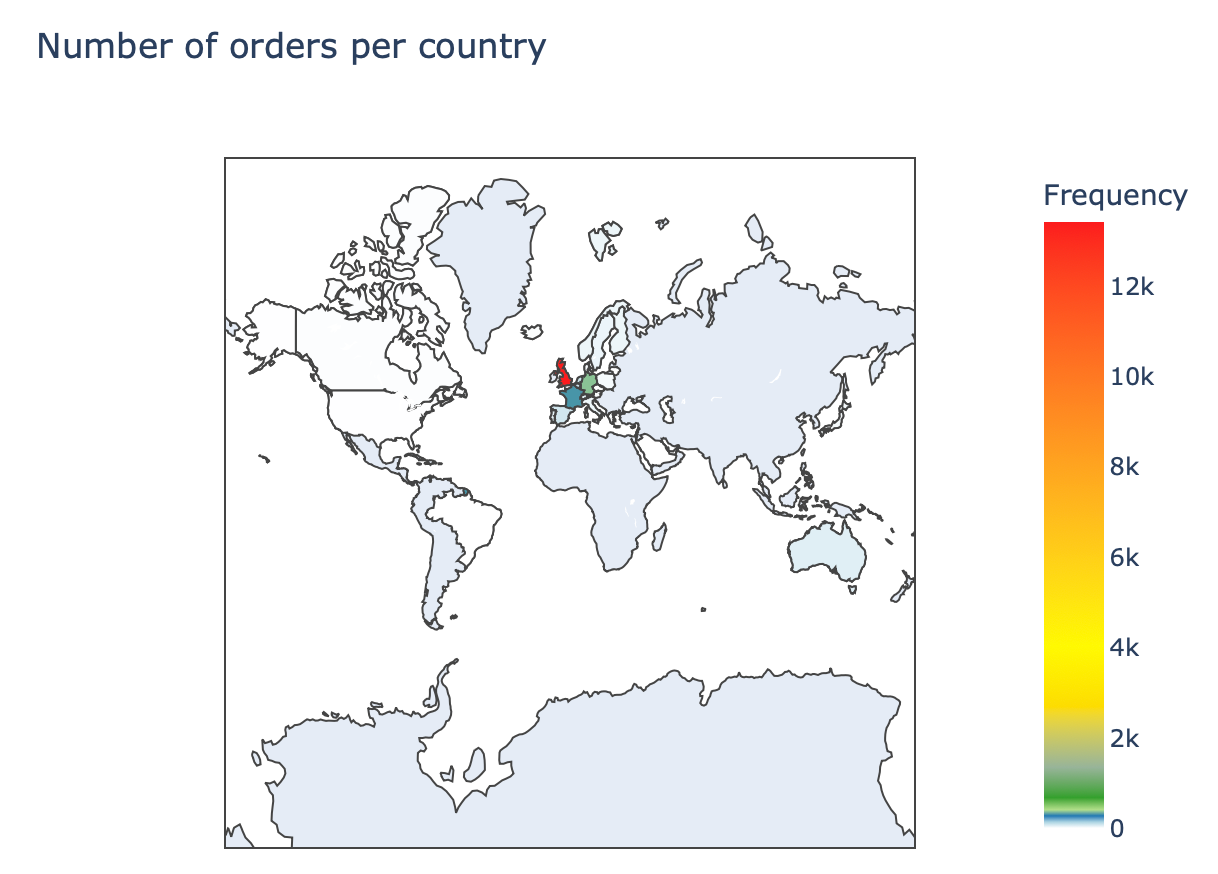 Number of orders per country
Frequency
12k
10k
8k
6k
4k
2k
0